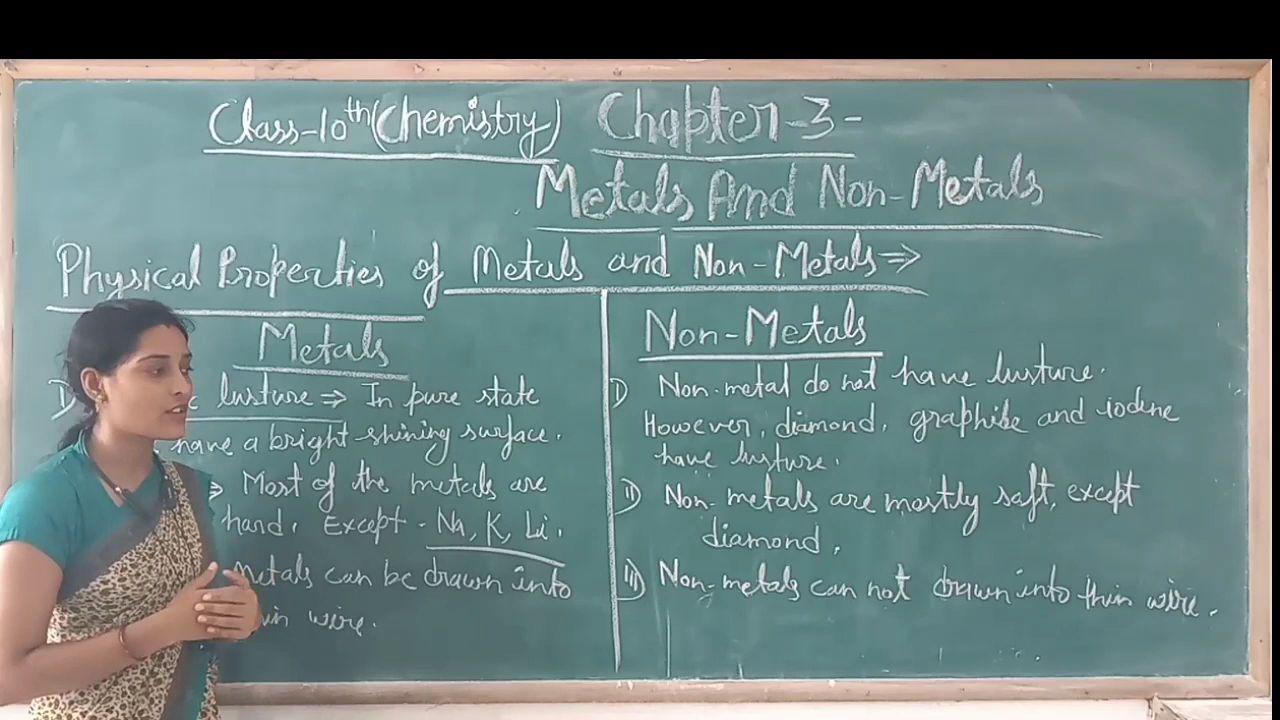 Class-10th (Chemistry) Chapter-3-
Metals And Non-Metals
Physical Properties of Metals and Non-Metals ⇒
Metals
I) lusture ⇒ In pure state
have a bright shining surface.
⇒ Most of the metals are
hard. Except - Na, K, Li.
Metals can be drawn into
wire.
Non-Metals
I) Non-metal do not have lusture.
However, diamond, graphite and iodine
have lusture.
II) Non-metals are mostly soft, except
diamond.
III) Non-metals can not drawn into thin wire.